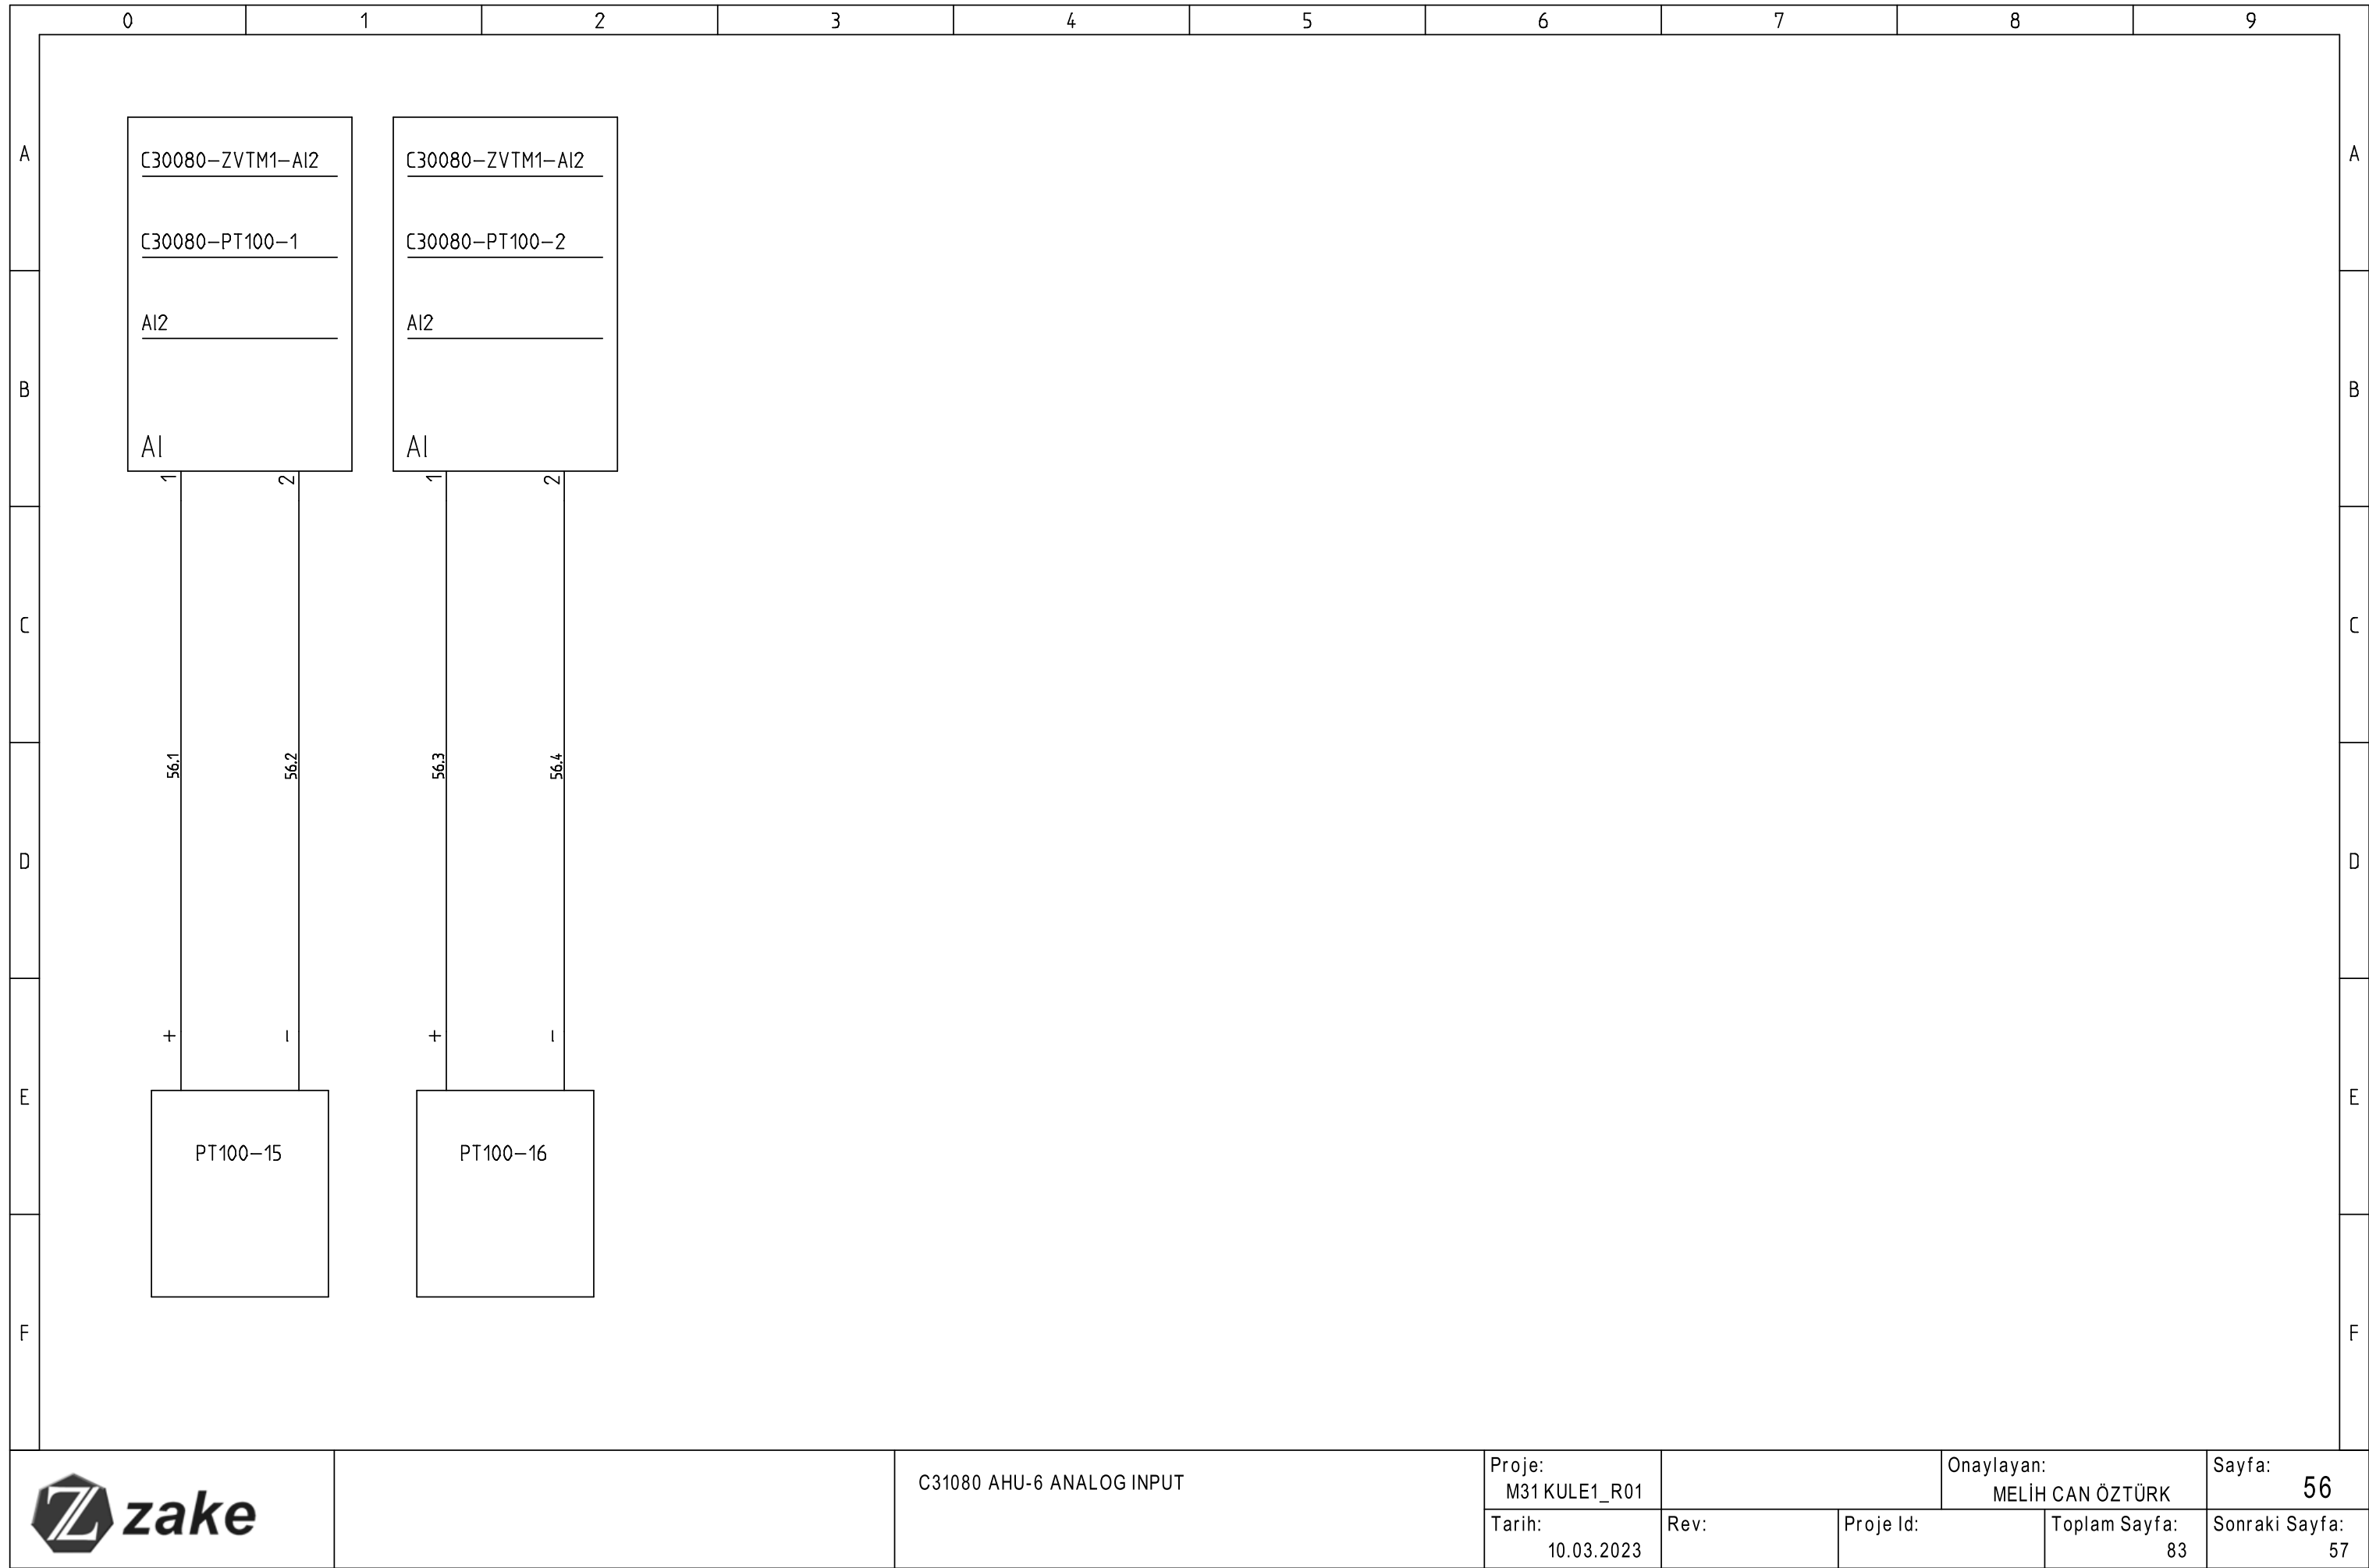 0 1 2 3 4 5 6 7 8 9
A A
C30080-ZVTM1-AI2 C30080-ZVTM1-AI2
C30080-PT100-1 C30080-PT100-2
AI2 AI2
B B
AI AI
1 2 1 2
C C
56.1 56.2 56.3 56.4
D D
+ - + -
E E
PT100-15 PT100-16
F F
zake
C31080 AHU-6 ANALOG INPUT
Proje:
M31 KULE1_R01
Onaylayan:
MELİH CAN ÖZTÜRK
Sayfa:
56
Tarih:
10.03.2023
Rev:
Proje Id:
Toplam Sayfa:
83
Sonraki Sayfa:
57